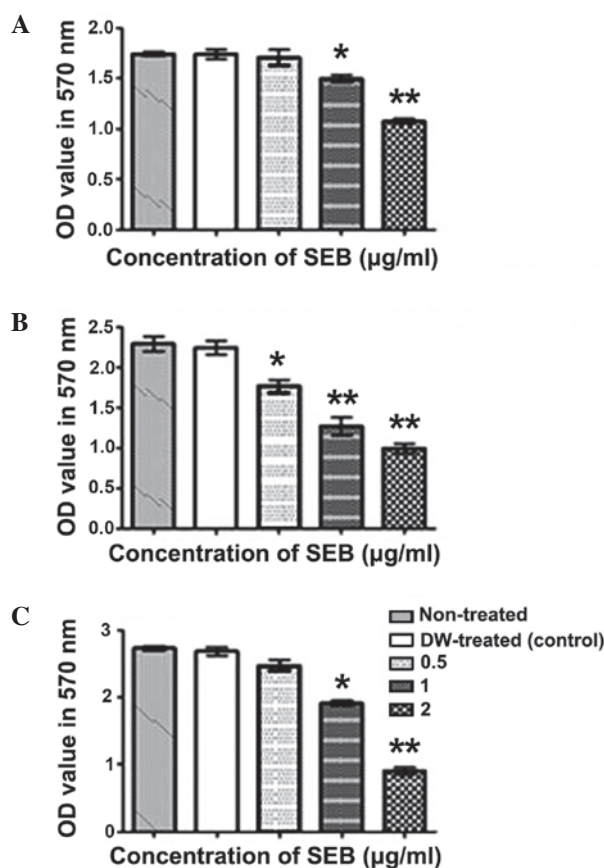 A
OD value in 570 nm
2.0
1.5
1.0
0.5
0.0
*
**
Concentration of SEB (µg/ml)
B
OD value in 570 nm
2.5
2.0
1.5
1.0
0.5
0.0
*
**
**
Concentration of SEB (µg/ml)
C
OD value in 570 nm
3
2
1
0
*
**
Non-treated
DW-treated (control)
0.5
1
2
Concentration of SEB (µg/ml)